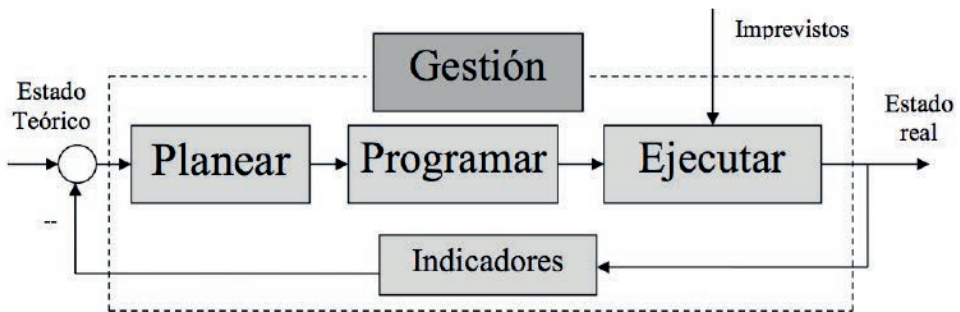 Gestión
Imprevistos
Estado
Teórico
Estado
real
Planear
Programar
Ejecutar
--
Indicadores